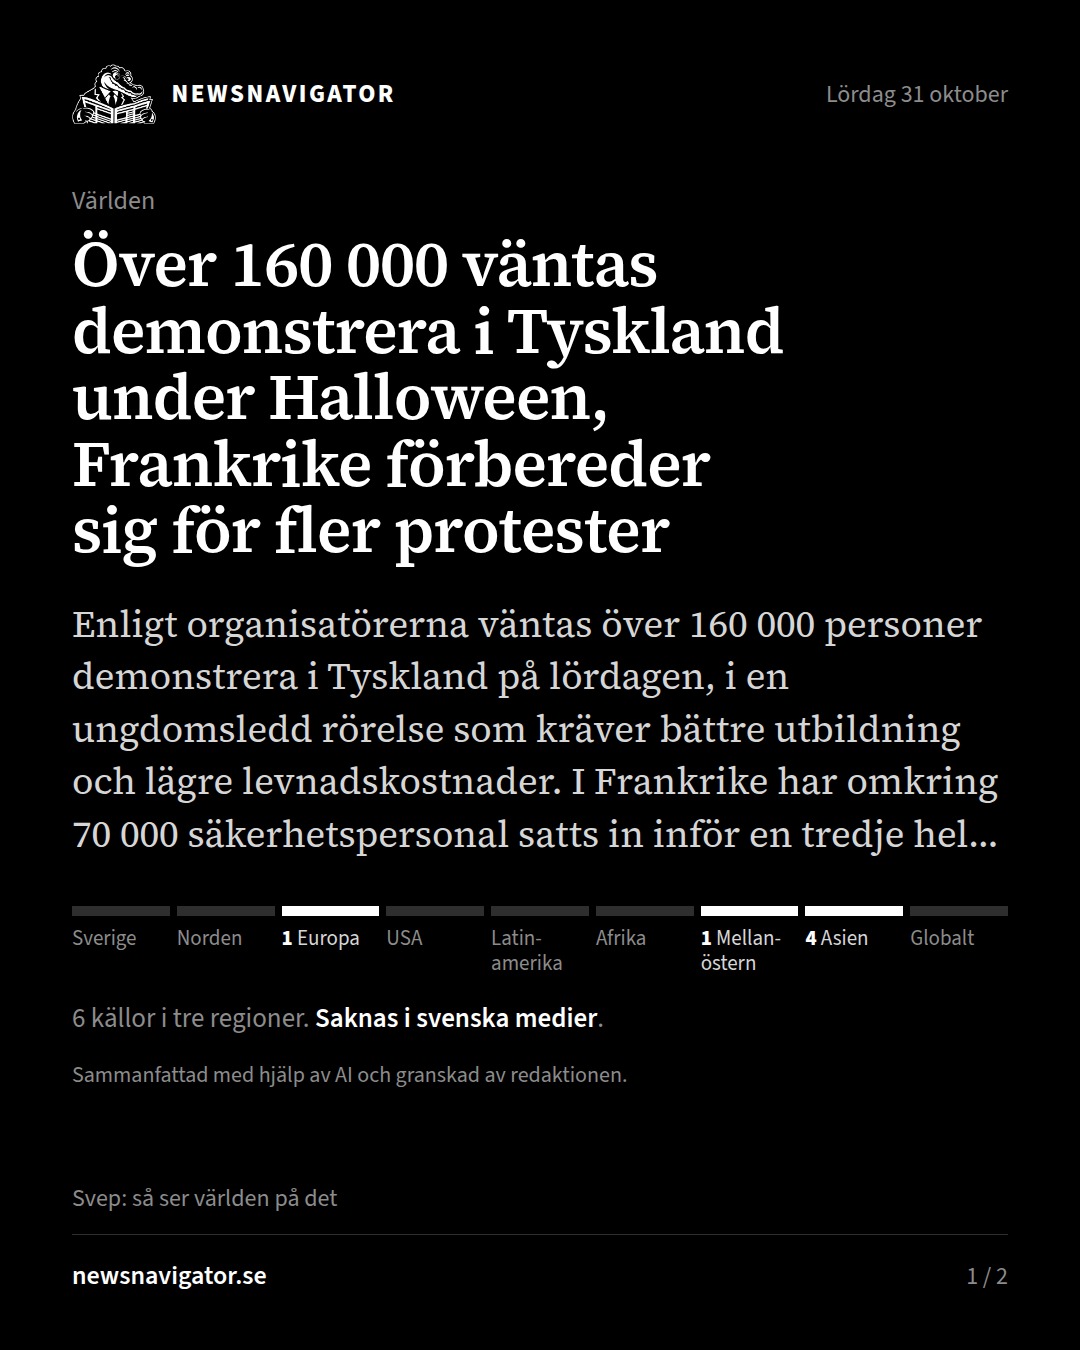 NEWSNAVIGATOR
Lördag 31 oktober
Världen
Över 160 000 väntas
demonstrera i Tyskland
under Halloween,
Frankrike förbereder
sig för fler protester
Enligt organisatörerna väntas över 160 000 personer
demonstrera i Tyskland på lördagen, i en
ungdomsledd rörelse som kräver bättre utbildning
och lägre levnadskostnader. I Frankrike har omkring
70 000 säkerhetspersonal satts in inför en tredje hel...
Sverige
Norden
1 Europa
USA
Latin-
amerika
Afrika
1 Mellan-
östern
4 Asien
Globalt
6 källor i tre regioner. Saknas i svenska medier.
Sammanfattad med hjälp av AI och granskad av redaktionen.
Svep: så ser världen på det
newsnavigator.se
1 / 2